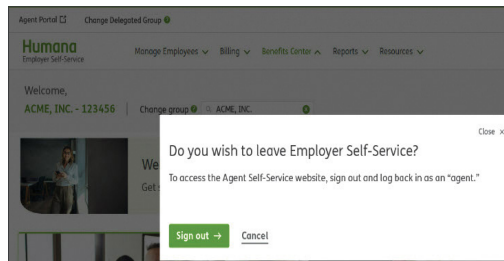 Agent Portal
Change Delegated Group
Humana
Employer Self-Service
Manage Employees
Billing
Benefits Center
Reports
Resources
Welcome,
ACME, INC. - 123456
Change group
ACME, INC.
We
Get
Close ×
Do you wish to leave Employer Self-Service?
To access the Agent Self-Service website, sign out and log back in as an “agent.”
Sign out →
Cancel